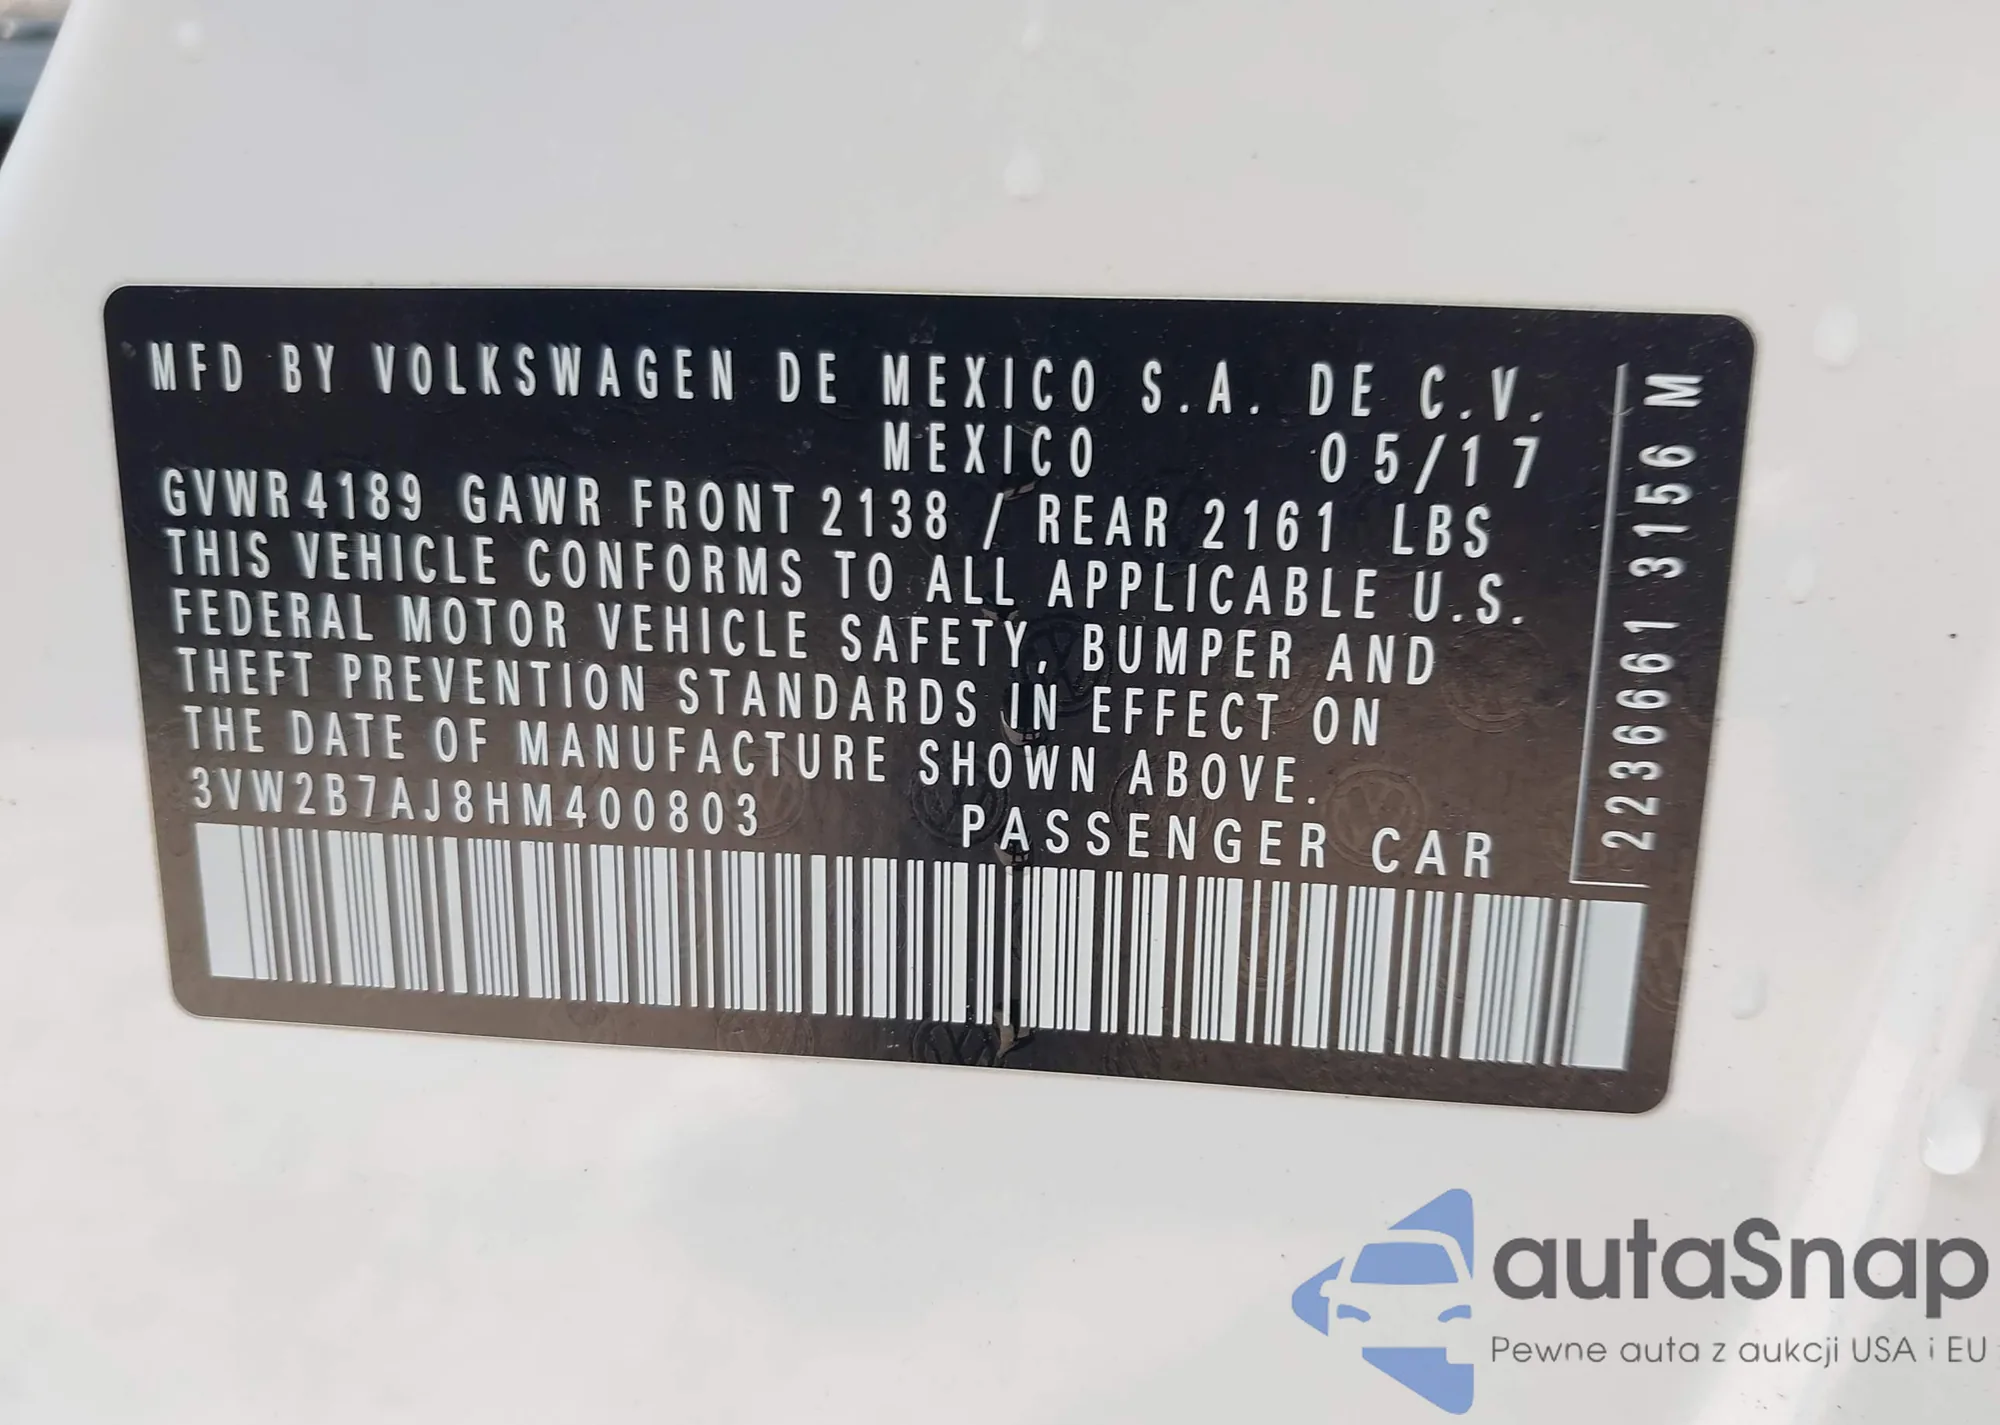 MFD BY VOLKSWAGEN DE MEXICO S.A. DE C.V.
MEXICO 05/17
GVWR 4189 GAWR FRONT 2138 / REAR 2161 LBS
THIS VEHICLE CONFORMS TO ALL APPLICABLE U.S.
FEDERAL MOTOR VEHICLE SAFETY, BUMPER AND
THEFT PREVENTION STANDARDS IN EFFECT ON
THE DATE OF MANUFACTURE SHOWN ABOVE.
3VW2B7AJ8HM400803 PASSENGER CAR
2236661 3156 M
autaSnap
Pewne auta z aukcji USA i EU